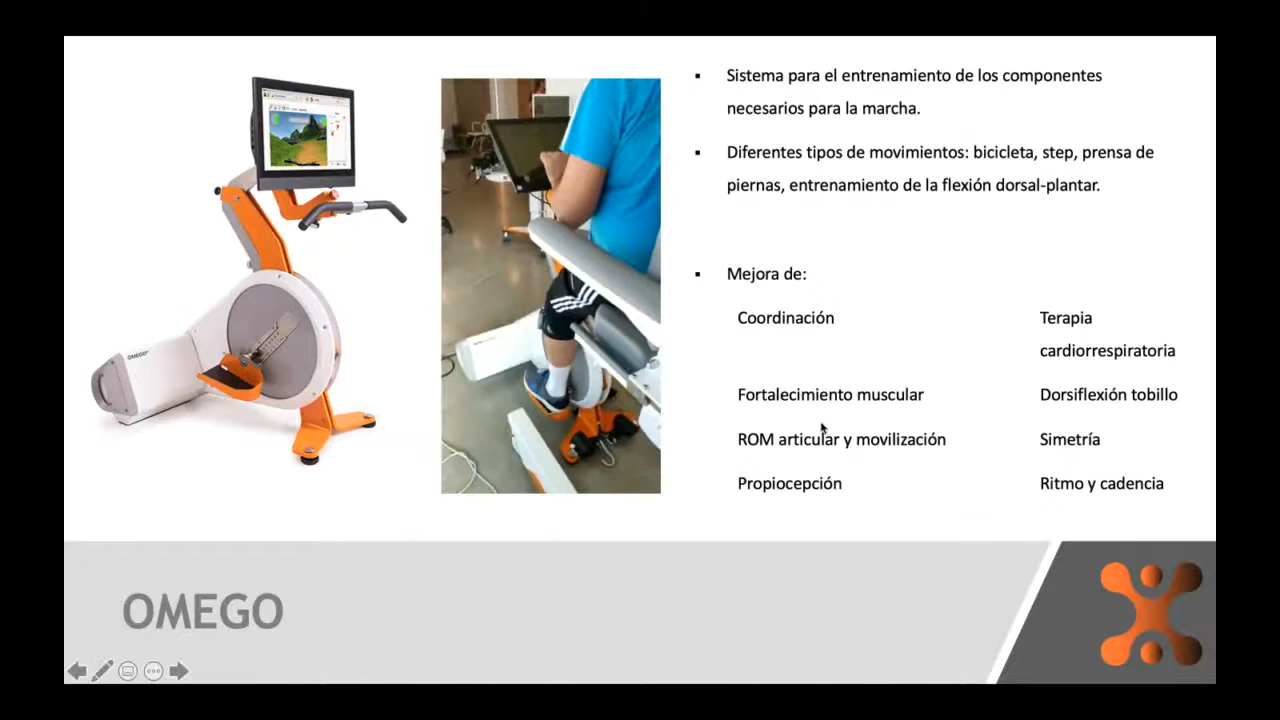 Sistema para el entrenamiento de los componentes
necesarios para la marcha.
Diferentes tipos de movimientos: bicicleta, step, prensa de
piernas, entrenamiento de la flexión dorsal-plantar.
Mejora de:
Coordinación
Terapia
cardiorrespiratoria
Fortalecimiento muscular
Dorsiflexión tobillo
ROM articular y movilización
Simetría
Propiocepción
Ritmo y cadencia
OMEGO
OMEGO